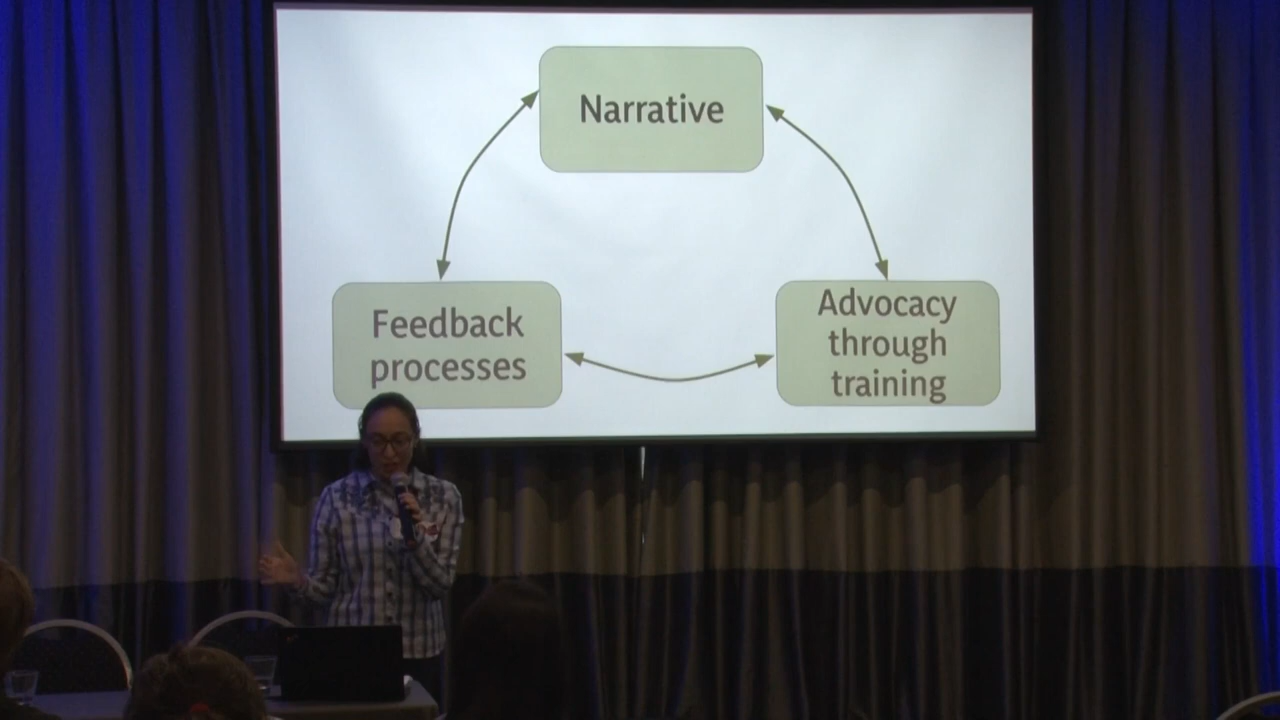 Narrative
Feedback
processes
Advocacy
through
training